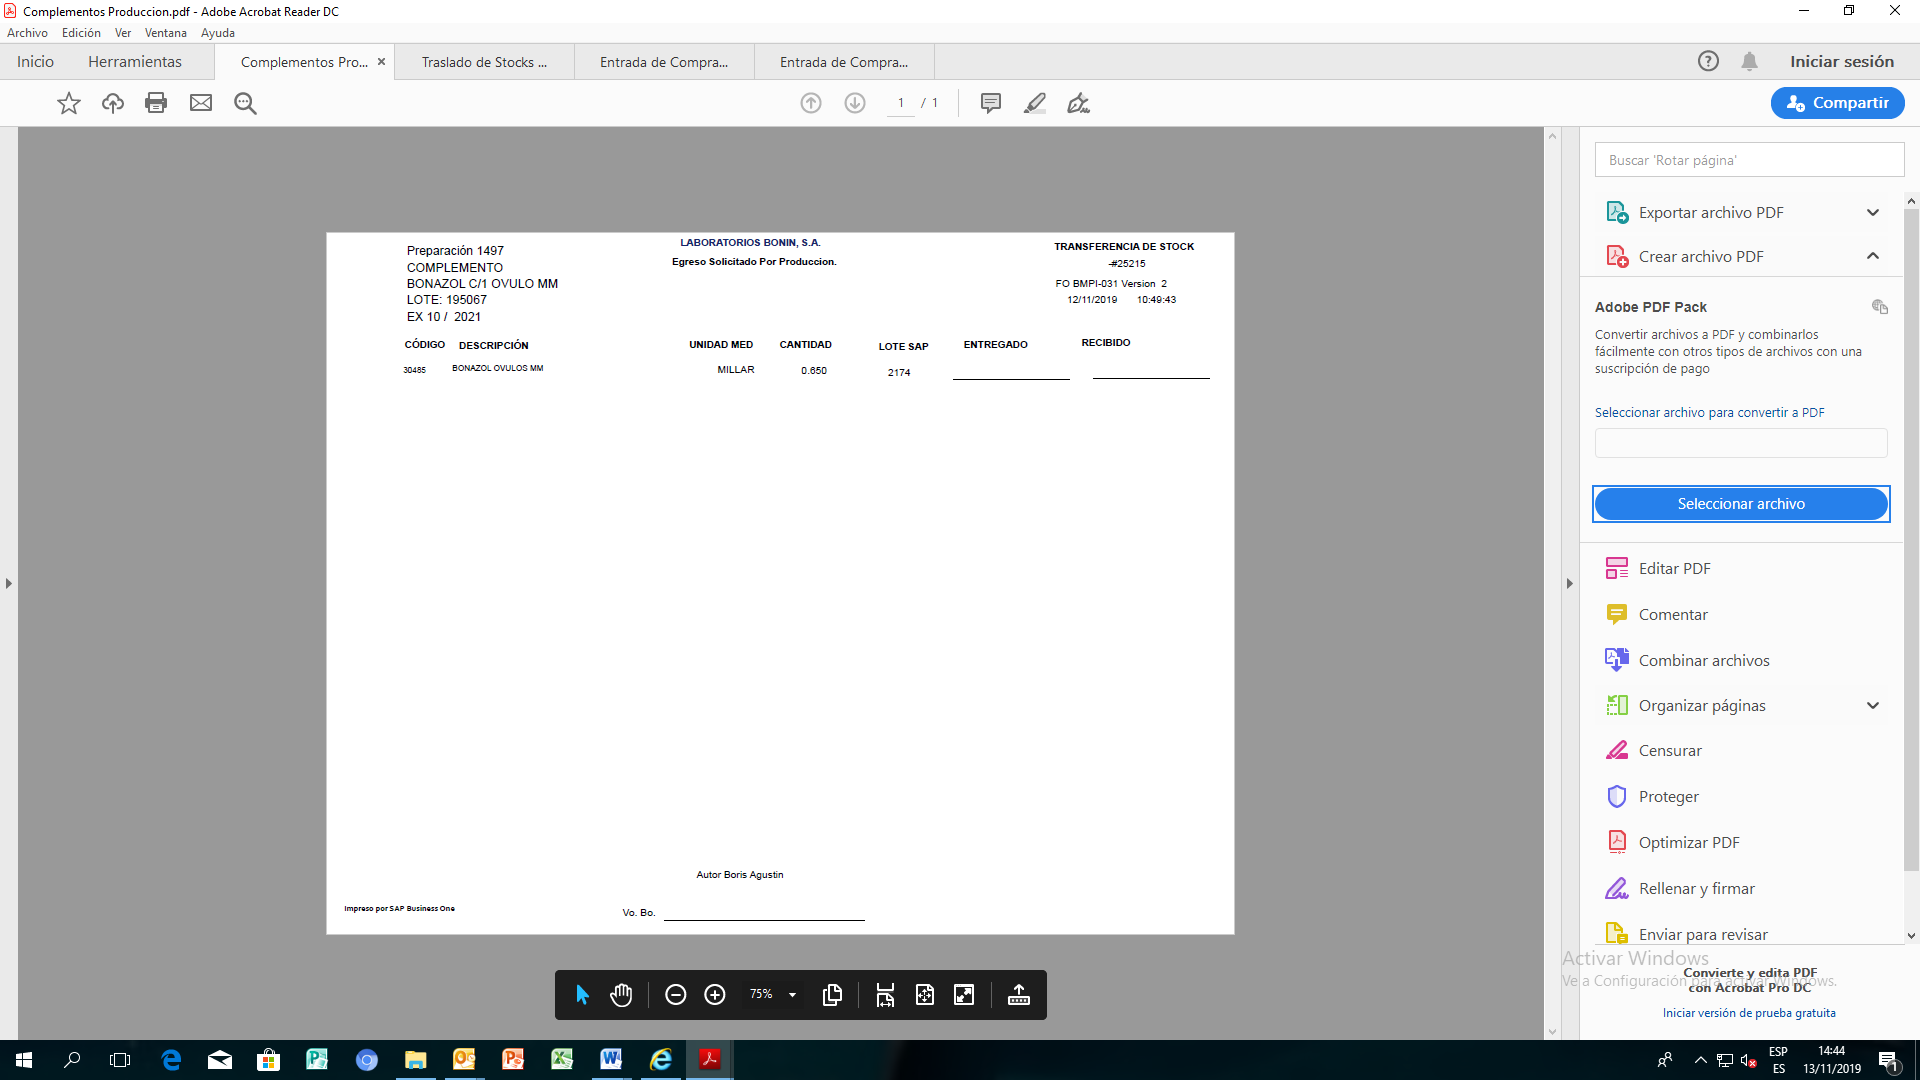 Complementos Produccion.pdf - Adobe Acrobat Reader DC
Archivo Edición Ver Ventana Ayuda
Inicio Herramientas Complementos Pro... Traslado de Stocks ... Entrada de Compra... Entrada de Compra... Iniciar sesión
1 / 1 Compartir
Preparación 1497
COMPLEMENTO
BONAZOL C/1 OVULO MM
LOTE: 195067
EX 10 / 2021
LABORATORIOS BONIN, S.A.
Egreso Solicitado Por Produccion.
TRANSFERENCIA DE STOCK
-#25215
FO BMPI-031 Version 2
12/11/2019 10:49:43
CÓDIGO DESCRIPCIÓN UNIDAD MED CANTIDAD LOTE SAP ENTREGADO RECIBIDO
30485 BONAZOL OVULOS MM MILLAR 0.650 2174
Autor Boris Agustin
Impreso por SAP Business One
Vo. Bo.
75%
Buscar 'Rotar página'
Exportar archivo PDF
Crear archivo PDF
Adobe PDF Pack
Convertir archivos a PDF y combinarlos
fácilmente con otros tipos de archivos con una
suscripción de pago
Seleccionar archivo para convertir a PDF
Seleccionar archivo
Editar PDF
Comentar
Combinar archivos
Organizar páginas
Censurar
Proteger
Optimizar PDF
Rellenar y firmar
Enviar para revisar
Activar Windows
Ve a Configuración para activar Windows.
Convierte y edita PDF
con Acrobat Pro DC
Iniciar versión de prueba gratuita
ESP
ES
14:44
13/11/2019
1